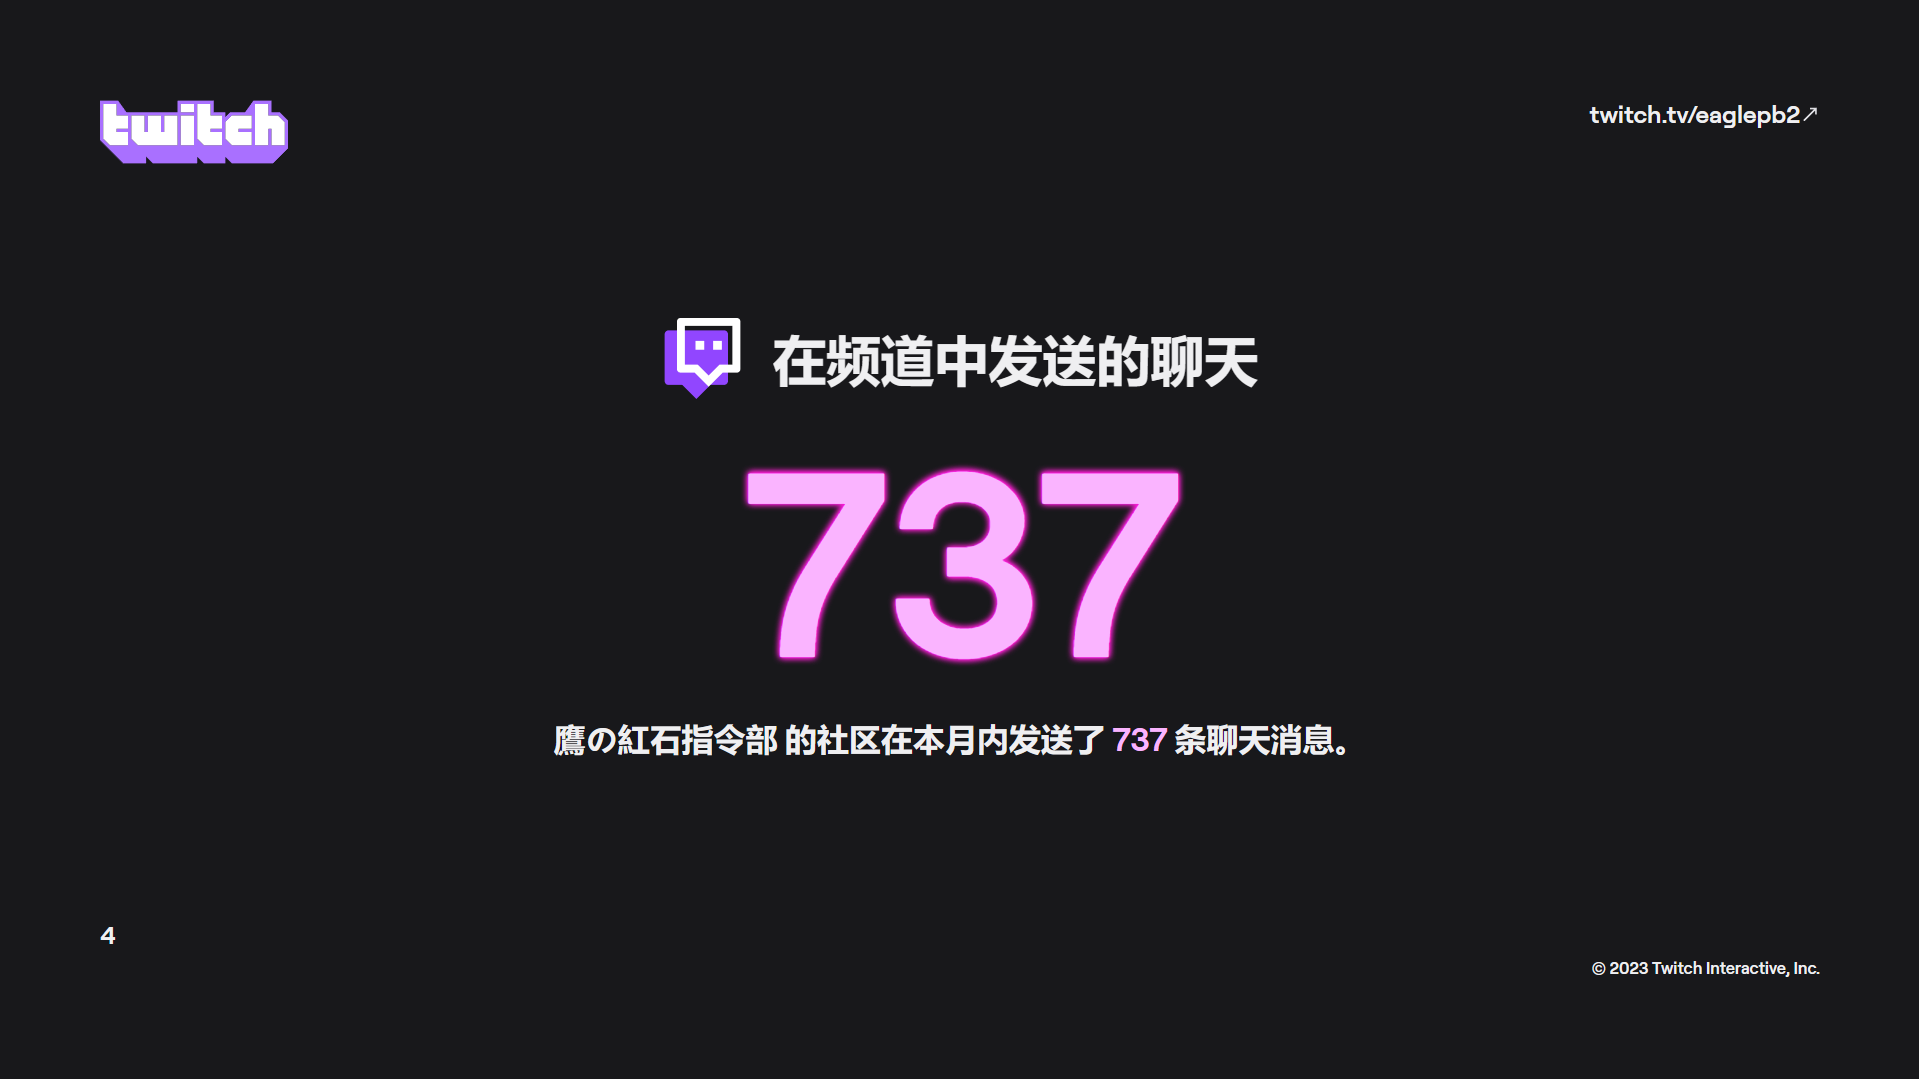 twitch
twitch.tv/eaglepb2↗
在频道中发送的聊天
737
鷹の紅石指令部 的社区在本月内发送了 737 条聊天消息。
4
© 2023 Twitch Interactive, Inc.